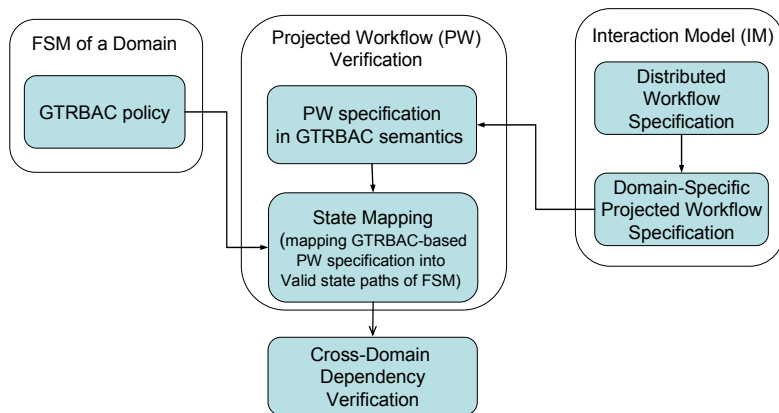 FSM of a Domain
GTRBAC policy
Projected Workflow (PW)
Verification
PW specification
in GTRBAC semantics
State Mapping
(mapping GTRBAC-based
PW specification into
Valid state paths of FSM)
Cross-Domain
Dependency
Verification
Interaction Model (IM)
Distributed
Workflow
Specification
Domain-Specific
Projected Workflow
Specification